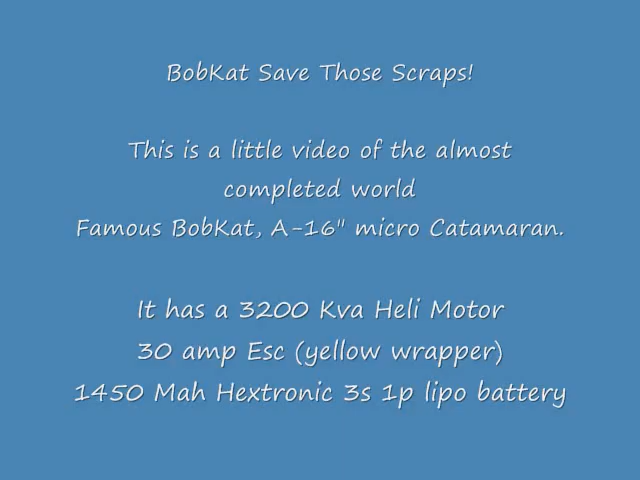 BobKat Save Those Scraps!
This is a little video of the almost
completed world
Famous BobKat, A-16" micro Catamaran.
It has a 3200 Kva Heli Motor
30 amp Esc (yellow wrapper)
1450 Mah Hextronic 3s 1p lipo battery